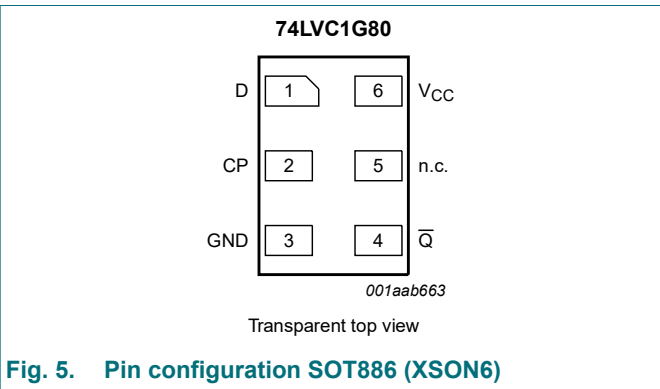 74LVC1G80
D 1 6 VCC
CP 2 5 n.c.
GND 3 4 Q̅
001aab663
Transparent top view
Fig. 5. Pin configuration SOT886 (XSON6)